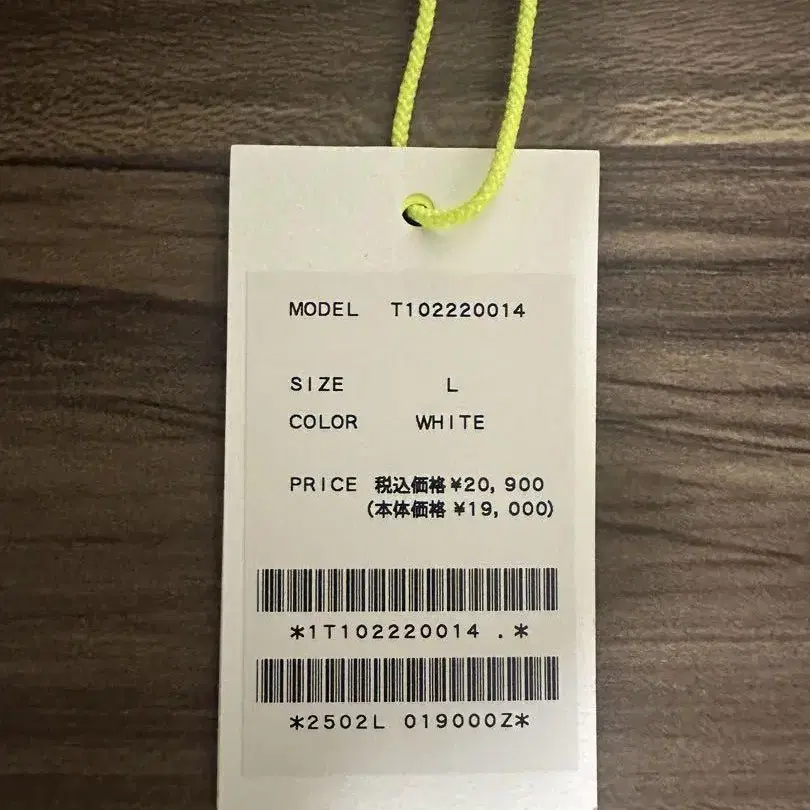 MODEL T102220014
SIZE L
COLOR WHITE
PRICE 税込価格 ¥20,900
(本体価格 ¥19,000)
*1T102220014 .*
*2502L 019000Z*